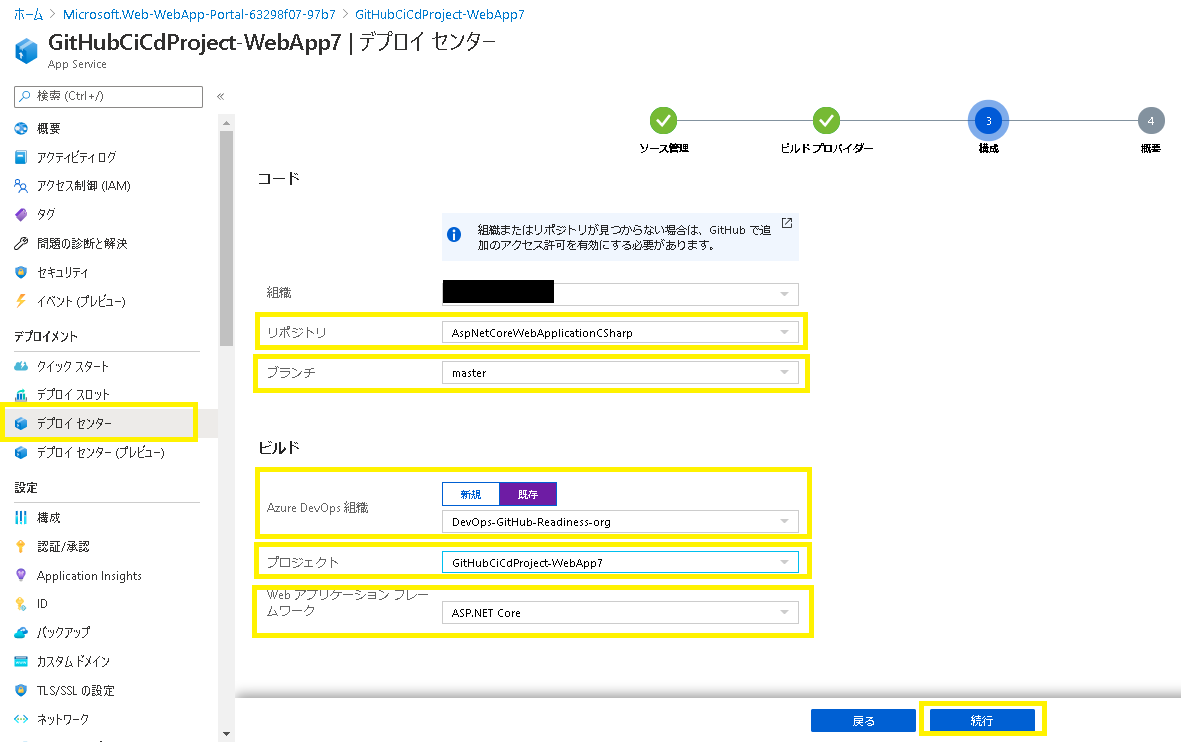 ホーム > Microsoft.Web-WebApp-Portal-63298f07-97b7 > GitHubCiCdProject-WebApp7
GitHubCiCdProject-WebApp7 | デプロイ センター
App Service
検索 (Ctrl+/)
«
概要
アクティビティ ログ
アクセス制御 (IAM)
タグ
問題の診断と解決
セキュリティ
イベント (プレビュー)
デプロイメント
クイック スタート
デプロイ スロット
デプロイ センター
デプロイ センター (プレビュー)
設定
構成
認証/承認
Application Insights
ID
バックアップ
カスタム ドメイン
TLS/SSL の設定
ネットワーク
3
4
ソース管理
ビルド プロバイダー
構成
概要
コード
組織またはリポジトリが見つからない場合は、GitHub で追
加のアクセス許可を有効にする必要があります。
組織
リポジトリ
AspNetCoreWebApplicationCSharp
ブランチ
master
ビルド
Azure DevOps 組織
新規
既存
DevOps-GitHub-Readiness-org
プロジェクト
GitHubCiCdProject-WebApp7
Web アプリケーション フレー
ムワーク
ASP.NET Core
戻る
続行